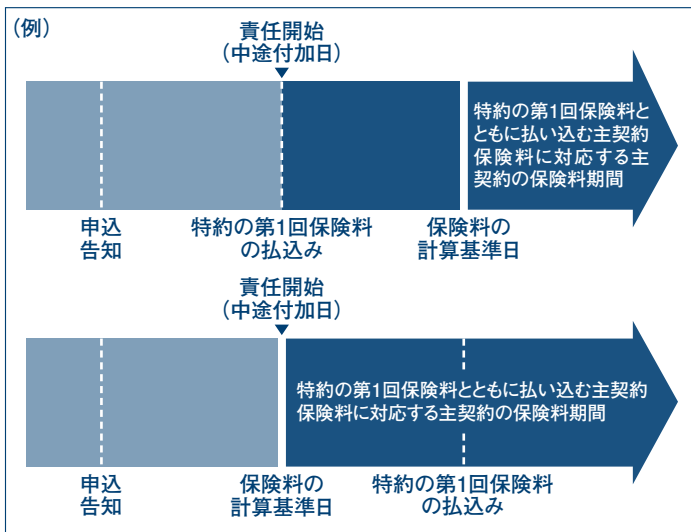 (例)
責任開始
(中途付加日)
特約の第1回保険料と
ともに払い込む主契約
保険料に対応する主
契約の保険料期間
申込
告知
特約の第1回保険料
の払込み
保険料の
計算基準日
責任開始
(中途付加日)
特約の第1回保険料とともに払い込む主契約
保険料に対応する主契約の保険料期間
申込
告知
保険料の
計算基準日
特約の第1回保険料
の払込み